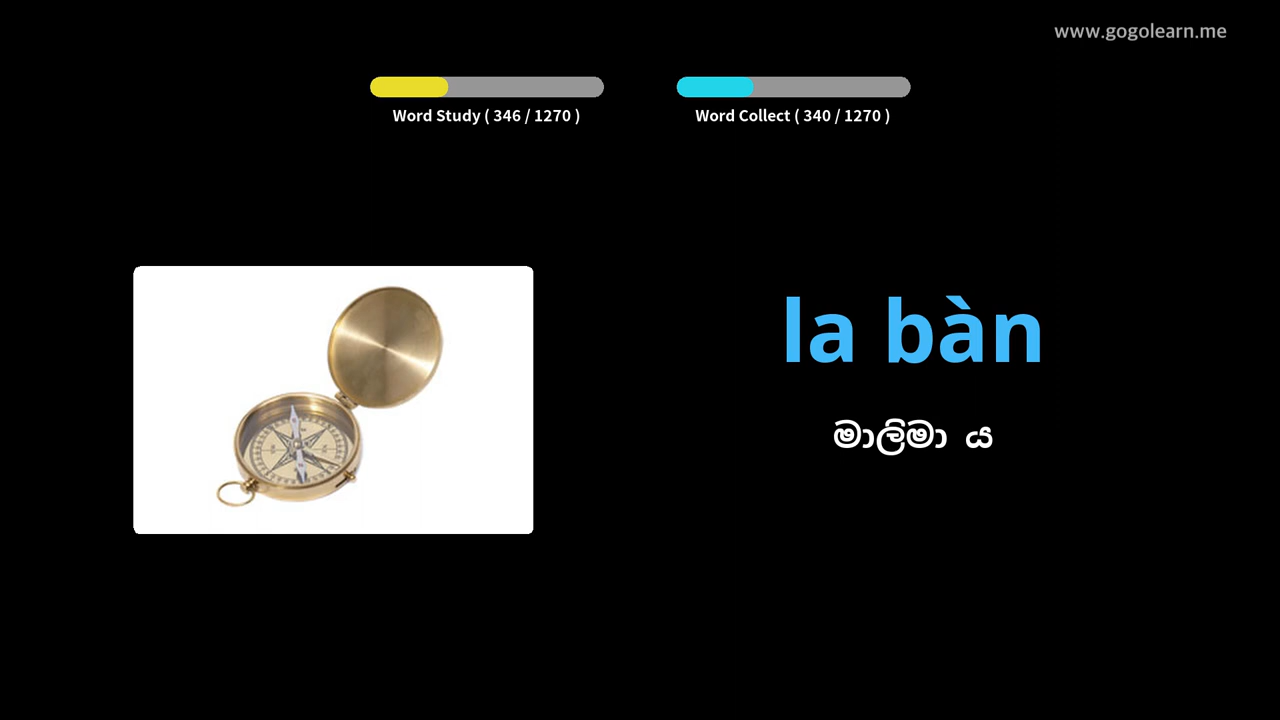 www.gogolearn.me
Word Study ( 346 / 1270 )
Word Collect ( 340 / 1270 )
la bàn
මාලිමා ය